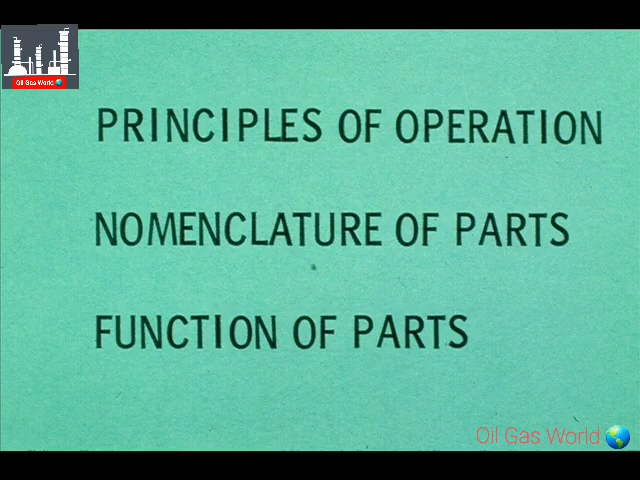 Oil Gas World
PRINCIPLES OF OPERATION
NOMENCLATURE OF PARTS
FUNCTION OF PARTS
Oil Gas World